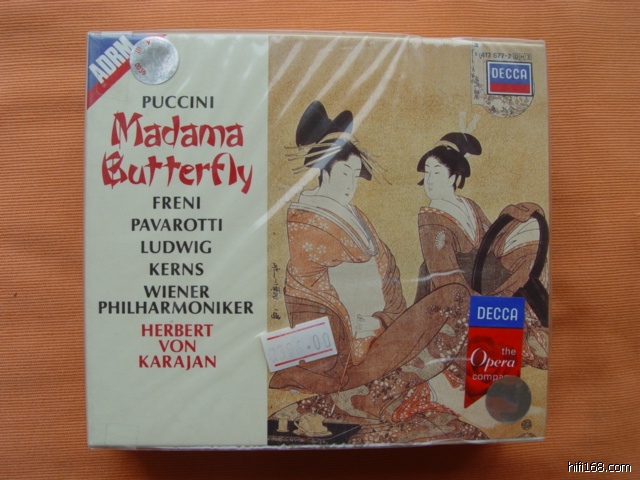 ADRM
PUCCINI
Madama
Butterfly
FRENI
PAVAROTTI
LUDWIG
KERNS
WIENER
PHILHARMONIKER
HERBERT
VON
KARAJAN
DECCA
DECCA
the
Opera
hifi168.com